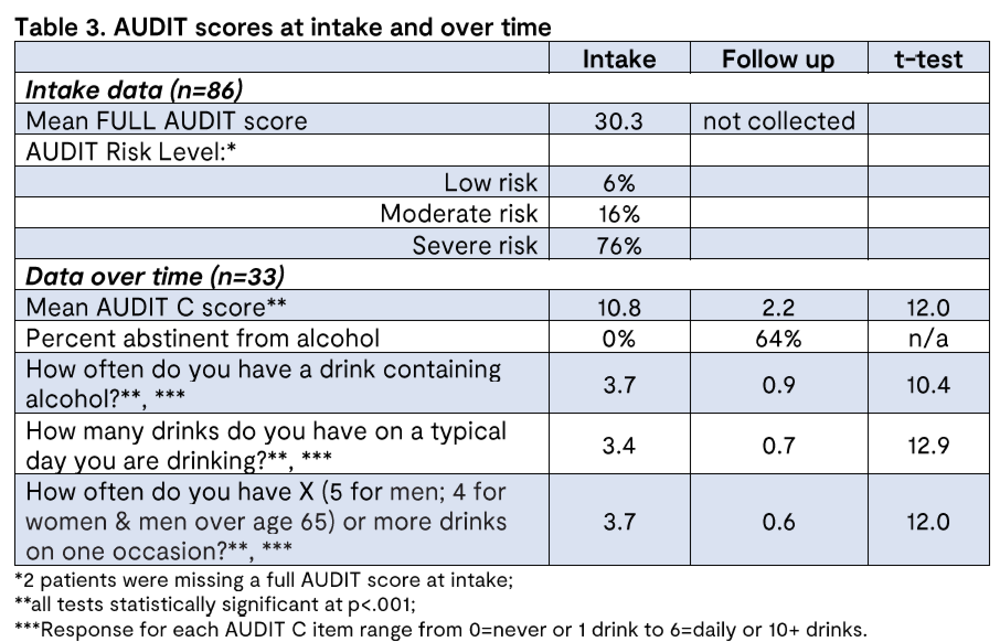 Table 3. AUDIT scores at intake and over time
Intake Follow up t-test
Intake data (n=86)
Mean FULL AUDIT score 30.3 not collected
AUDIT Risk Level:*
Low risk 6%
Moderate risk 16%
Severe risk 76%
Data over time (n=33)
Mean AUDIT C score** 10.8 2.2 12.0
Percent abstinent from alcohol 0% 64% n/a
How often do you have a drink containing
alcohol?**, *** 3.7 0.9 10.4
How many drinks do you have on a typical
day you are drinking?**, *** 3.4 0.7 12.9
How often do you have X (5 for men; 4 for
women & men over age 65) or more drinks 3.7 0.6 12.0
on one occasion?**, ***
*2 patients were missing a full AUDIT score at intake;
**all tests statistically significant at p<.001;
***Response for each AUDIT C item range from 0=never or 1 drink to 6=daily or 10+ drinks.